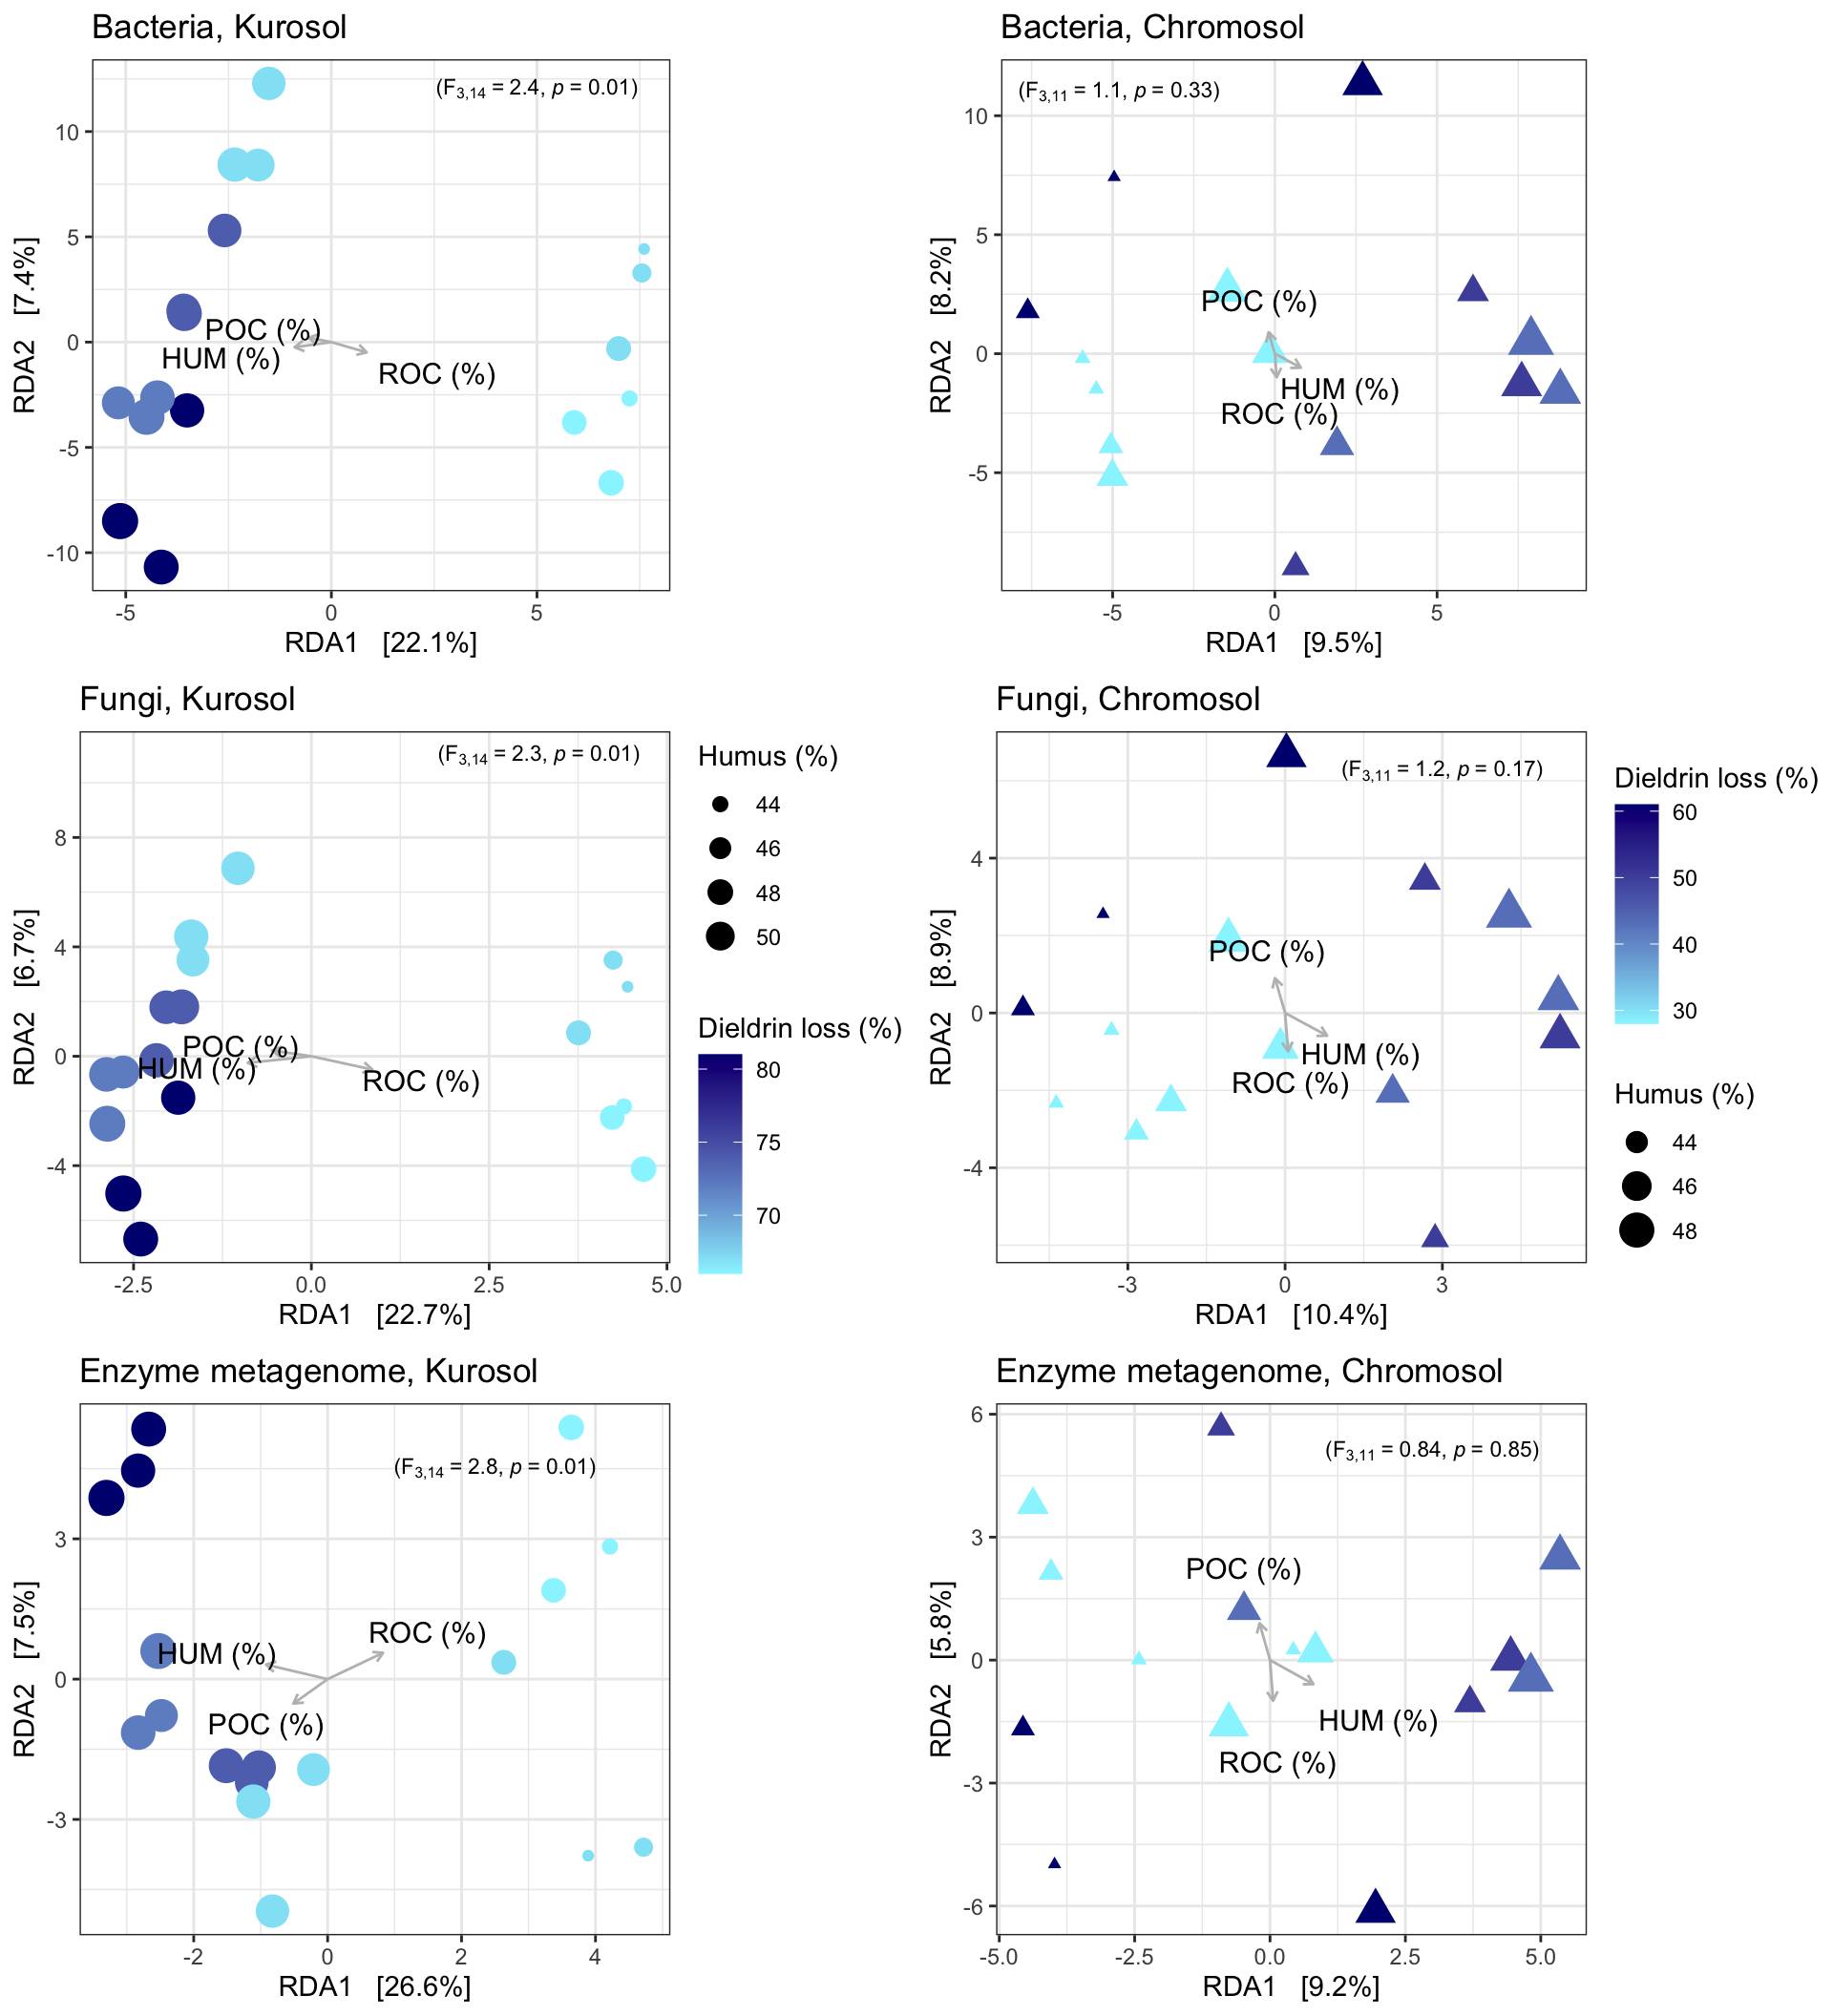 Bacteria, Kurosol
(F3,14 = 2.4, p = 0.01)
10
5
0
-5
-10
RDA2 [7.4%]
POC (%)
HUM (%)
ROC (%)
-5
0
5
RDA1 [22.1%]
Bacteria, Chromosol
(F3,11 = 1.1, p = 0.33)
10
5
0
-5
RDA2 [8.2%]
POC (%)
HUM (%)
ROC (%)
-5
0
5
RDA1 [9.5%]
Fungi, Kurosol
(F3,14 = 2.3, p = 0.01)
8
4
0
-4
RDA2 [6.7%]
POC (%)
HUM (%)
ROC (%)
-2.5
0.0
2.5
5.0
RDA1 [22.7%]
Humus (%)
44
46
48
50
Dieldrin loss (%)
80
75
70
Fungi, Chromosol
(F3,11 = 1.2, p = 0.17)
4
0
-4
RDA2 [8.9%]
POC (%)
HUM (%)
ROC (%)
-3
0
3
RDA1 [10.4%]
Dieldrin loss (%)
60
50
40
30
Humus (%)
44
46
48
Enzyme metagenome, Kurosol
(F3,14 = 2.8, p = 0.01)
3
0
-3
RDA2 [7.5%]
ROC (%)
HUM (%)
POC (%)
-2
0
2
4
RDA1 [26.6%]
Enzyme metagenome, Chromosol
(F3,11 = 0.84, p = 0.85)
6
3
0
-3
-6
RDA2 [5.8%]
POC (%)
HUM (%)
ROC (%)
-5.0
-2.5
0.0
2.5
5.0
RDA1 [9.2%]